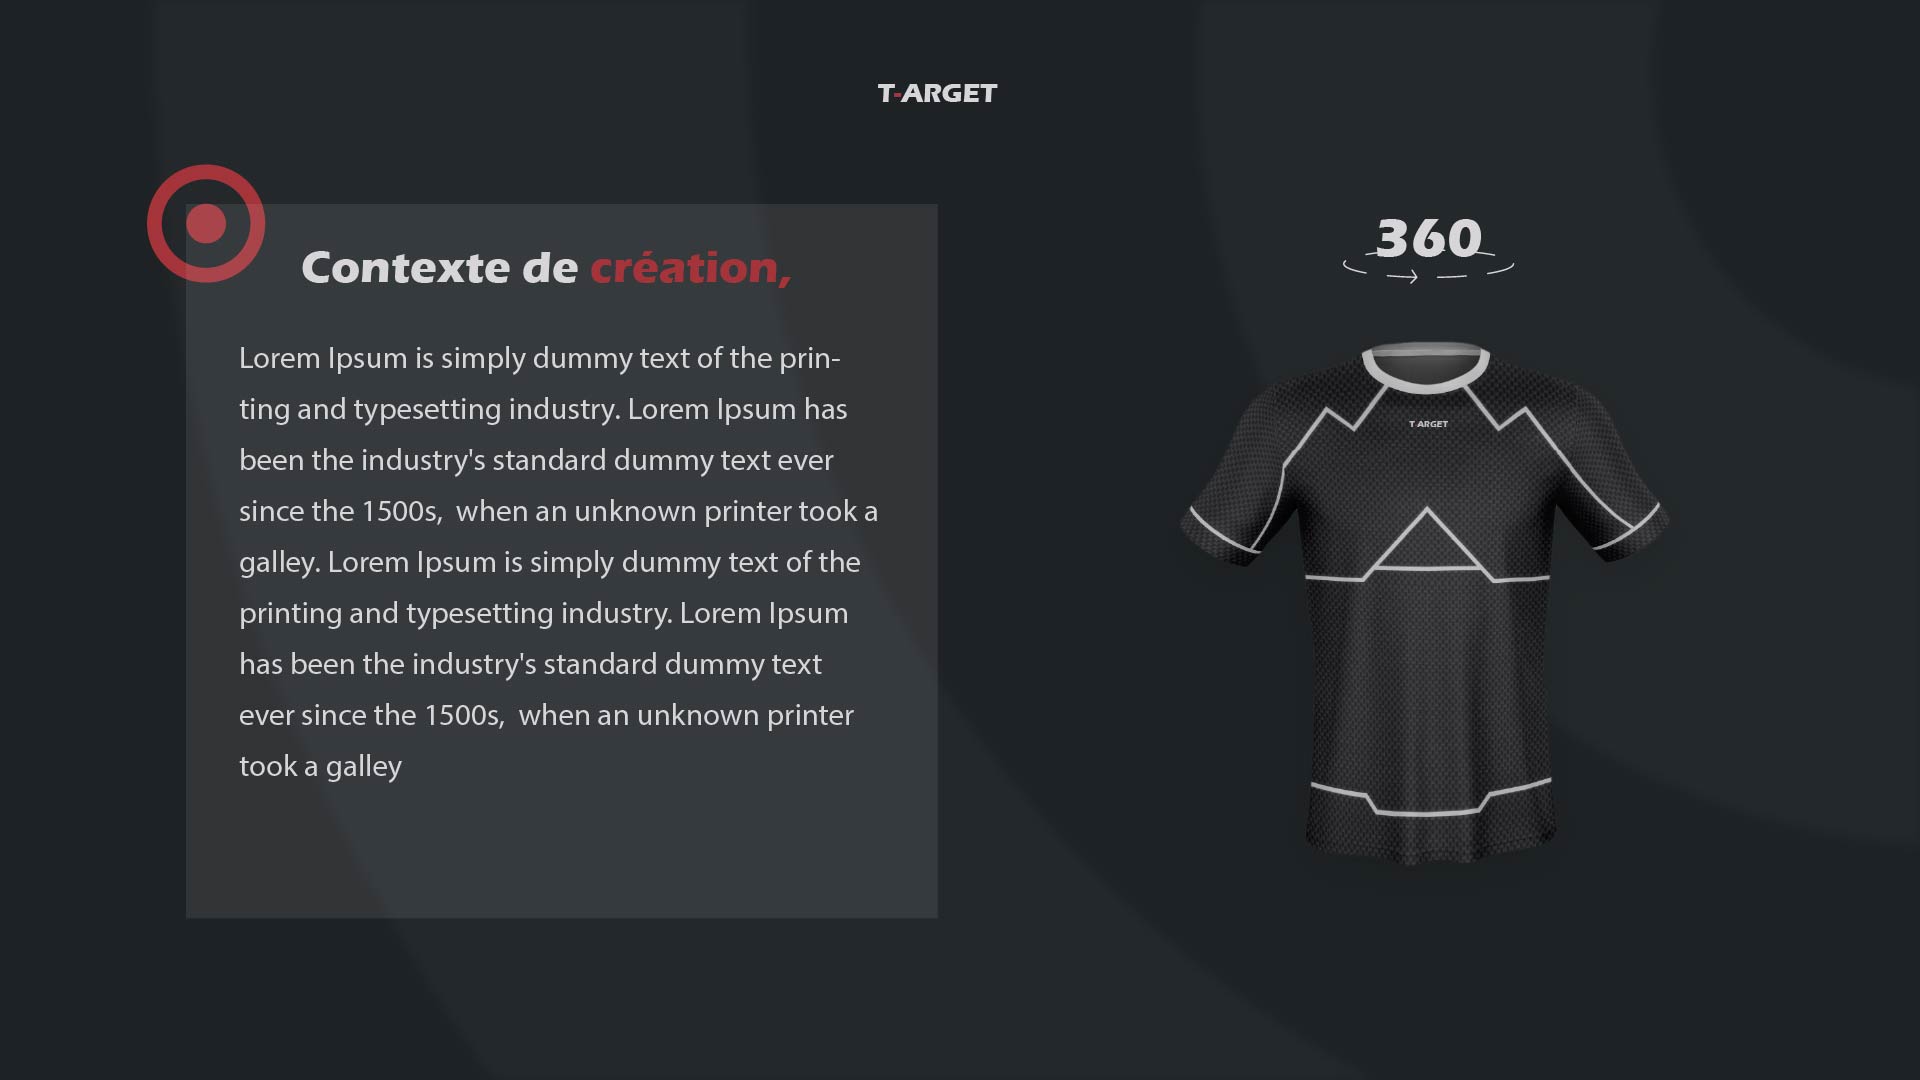 T-ARGET
Contexte de création,
Lorem Ipsum is simply dummy text of the prin-
ting and typesetting industry. Lorem Ipsum has
been the industry's standard dummy text ever
since the 1500s,  when an unknown printer took a
galley. Lorem Ipsum is simply dummy text of the
printing and typesetting industry. Lorem Ipsum
has been the industry's standard dummy text
ever since the 1500s,  when an unknown printer
took a galley
360
T-ARGET